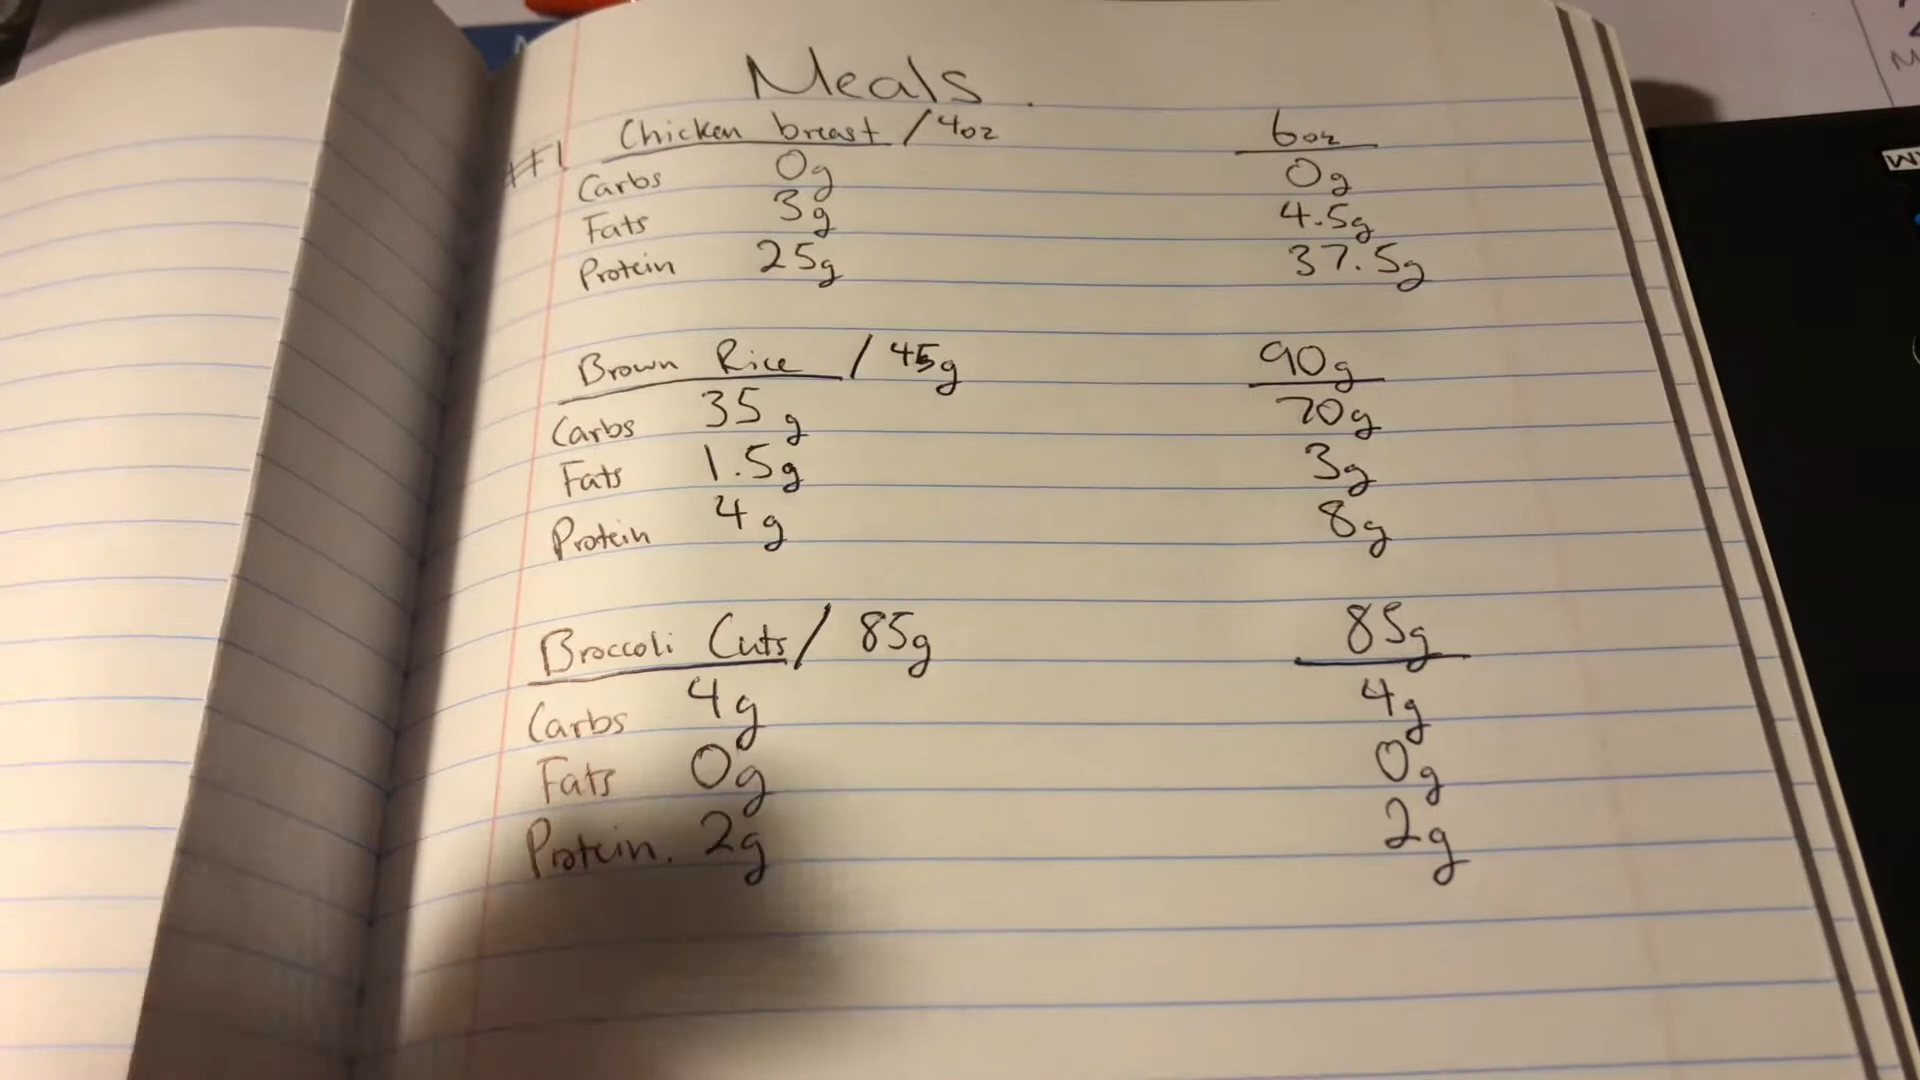 Meals.
#1 Chicken breast / 4oz 6oz
Carbs 0g 0g
Fats 3g 4.5g
Protein 25g 37.5g
Brown Rice / 45g 90g
Carbs 35g 70g
Fats 1.5g 3g
Protein 4g 8g
Broccoli Cuts / 85g 85g
Carbs 4g 4g
Fats 0g 0g
Protein. 2g 2g